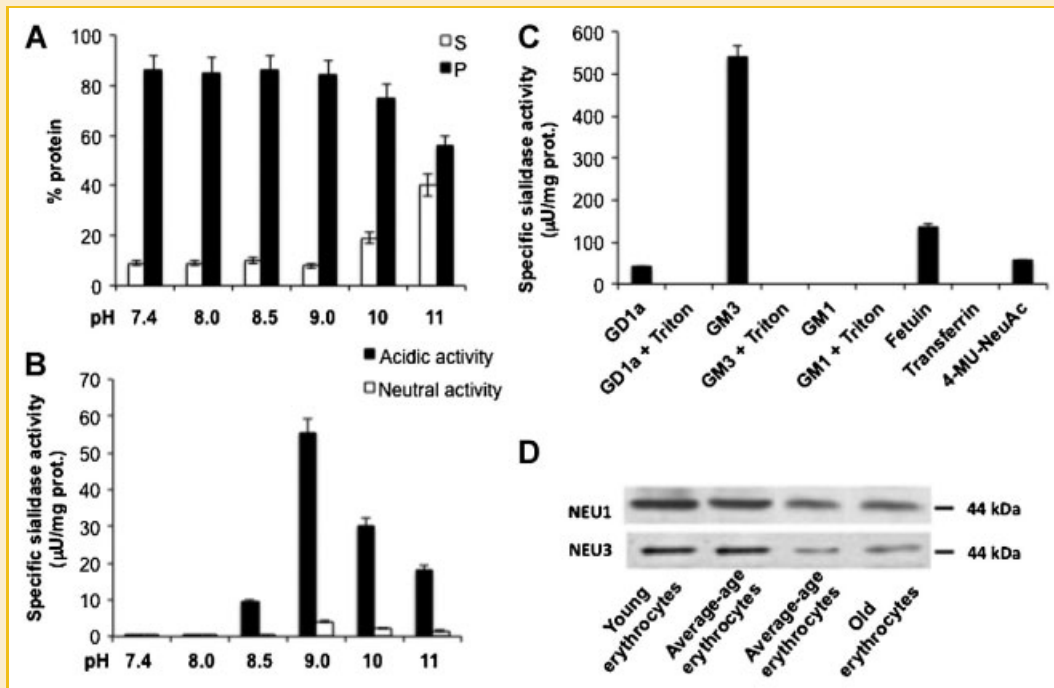 A
% protein
100
80
60
40
20
0
S
P
pH 7.4 8.0 8.5 9.0 10 11
B
Acidic activity
Neutral activity
Specific sialidase activity
(μU/mg prot.)
70
60
50
40
30
20
10
0
pH 7.4 8.0 8.5 9.0 10 11
C
Specific sialidase activity
(μU/mg prot.)
600
500
400
300
200
100
0
GD1a
GD1a + Triton
GM3
GM3 + Triton
GM1
GM1 + Triton
Fetuin
Transferrin
4-MU-NeuAc
D
NEU1
44 kDa
NEU3
44 kDa
Young
erythrocytes
Average-age
erythrocytes
Average-age
erythrocytes
Old
erythrocytes